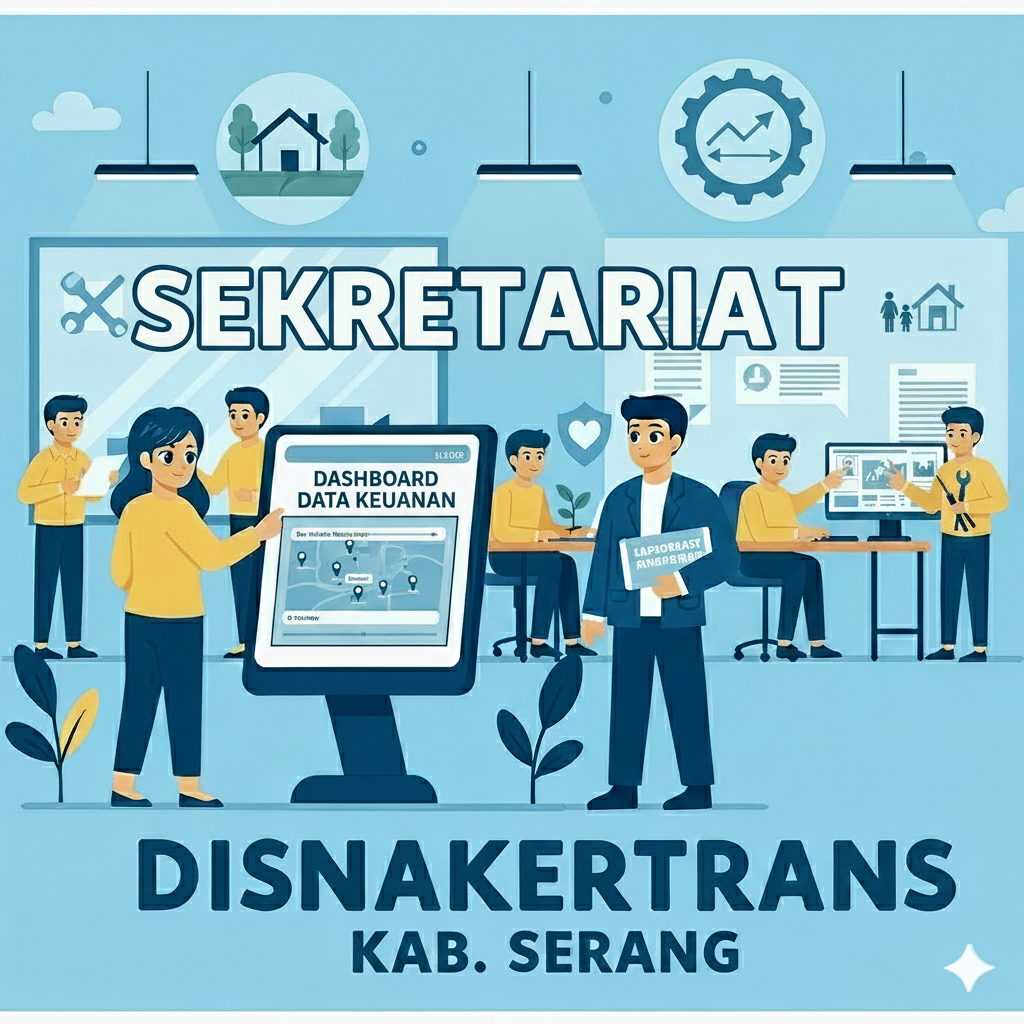 SEKRETARIAT
DASHBOARD
DATA KEUANAN
DISNAKERTRANS
KAB. SERANG